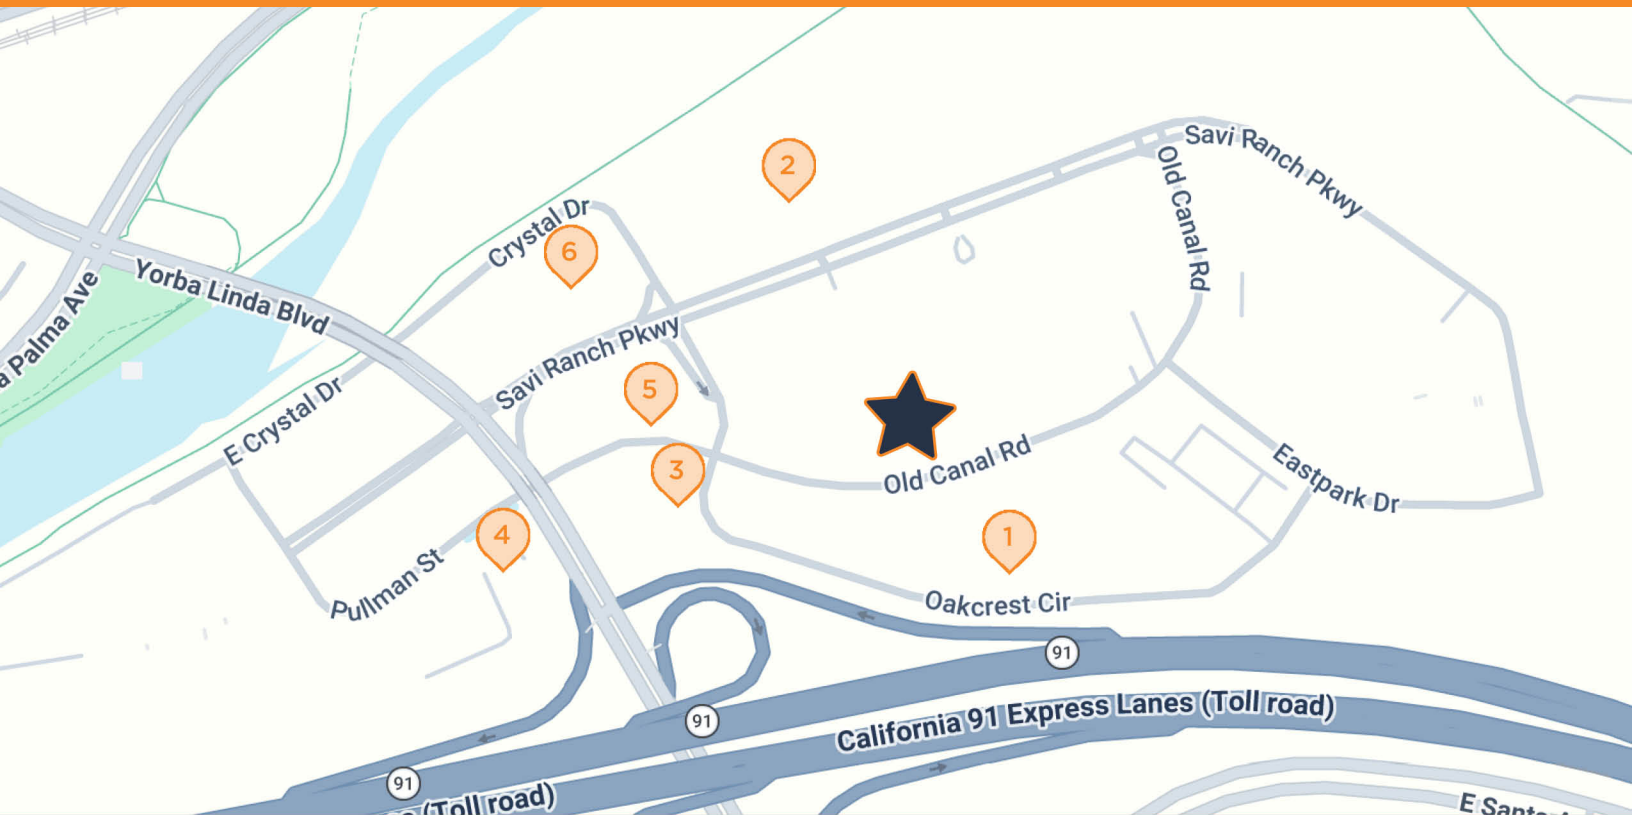 Savi Ranch Pkwy
Old Canal Rd
2
Crystal Dr
6
Yorba Linda Blvd
Palma Ave
Savi Ranch Pkwy
5
E Crystal Dr
3
Old Canal Rd
Eastpark Dr
4
1
Pullman St
Oakcrest Cir
91
91
California 91 Express Lanes (Toll road)
91
(Toll road)
E Santa